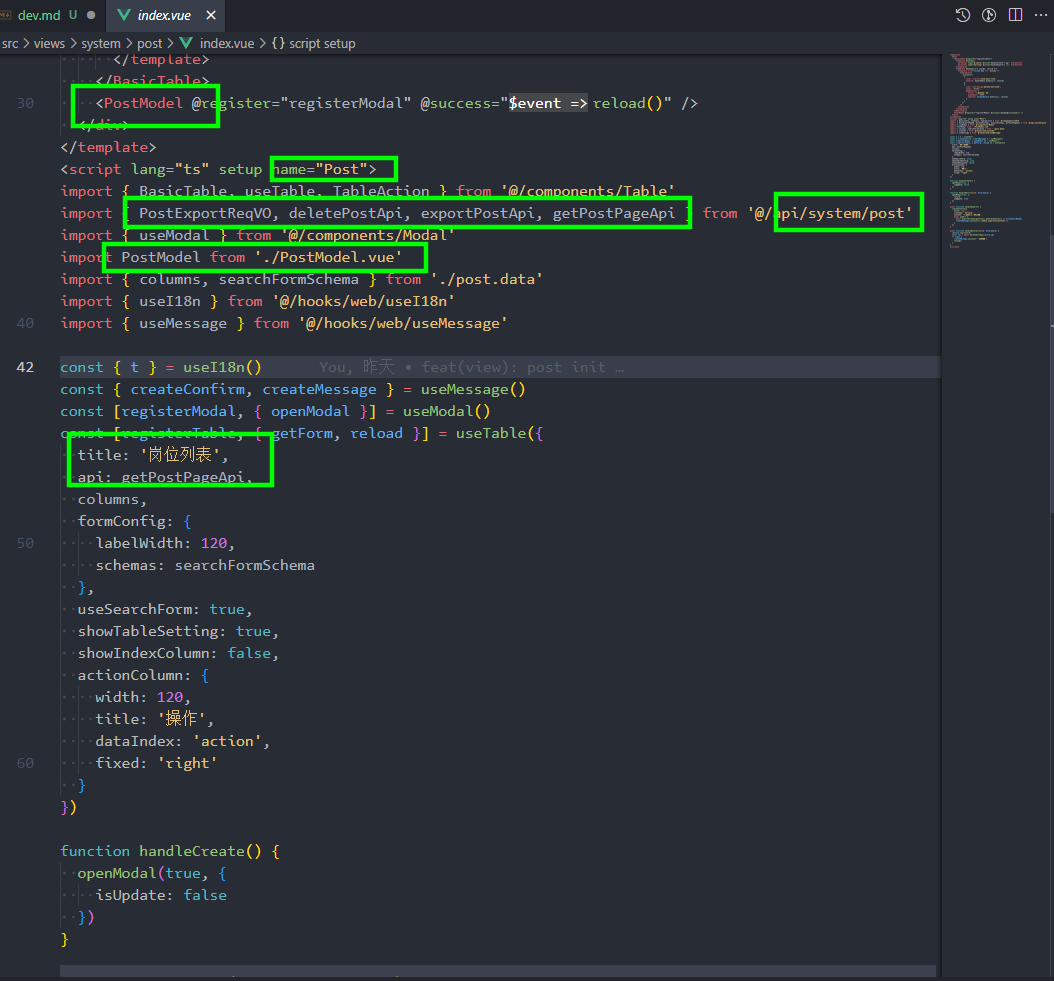 dev.md U
index.vue
src > views > system > post > index.vue > {} script setup
</template>
</BasicTable>
30 <PostModel @register="registerModal" @success="$event => reload()" />
</div>
</template>
<script lang="ts" setup name="Post">
import { BasicTable, useTable, TableAction } from '@/components/Table'
import { PostExportReqVO, deletePostApi, exportPostApi, getPostPageApi } from '@/api/system/post'
import { useModal } from '@/components/Modal'
import PostModel from './PostModel.vue'
import { columns, searchFormSchema } from './post.data'
import { useI18n } from '@/hooks/web/useI18n'
40 import { useMessage } from '@/hooks/web/useMessage'
42 const { t } = useI18n() You, 昨天 • feat(view): post init …
const { createConfirm, createMessage } = useMessage()
const [registerModal, { openModal }] = useModal()
const [registerTable, { getForm, reload }] = useTable({
title: '岗位列表',
api: getPostPageApi,
columns,
formConfig: {
50 labelWidth: 120,
schemas: searchFormSchema
},
useSearchForm: true,
showTableSetting: true,
showIndexColumn: false,
actionColumn: {
width: 120,
title: '操作',
dataIndex: 'action',
60 fixed: 'right'
}
})
function handleCreate() {
openModal(true, {
isUpdate: false
})
}